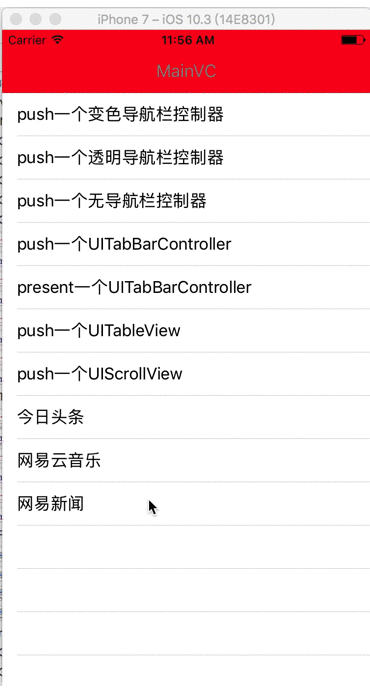 iPhone 7 – iOS 10.3 (14E8301)
Carrier 11:56 AM
MainVC
push一个变色导航栏控制器
push一个透明导航栏控制器
push一个无导航栏控制器
push一个UITabBarController
present一个UITabBarController
push一个UITableView
push一个UIScrollView
今日头条
网易云音乐
网易新闻